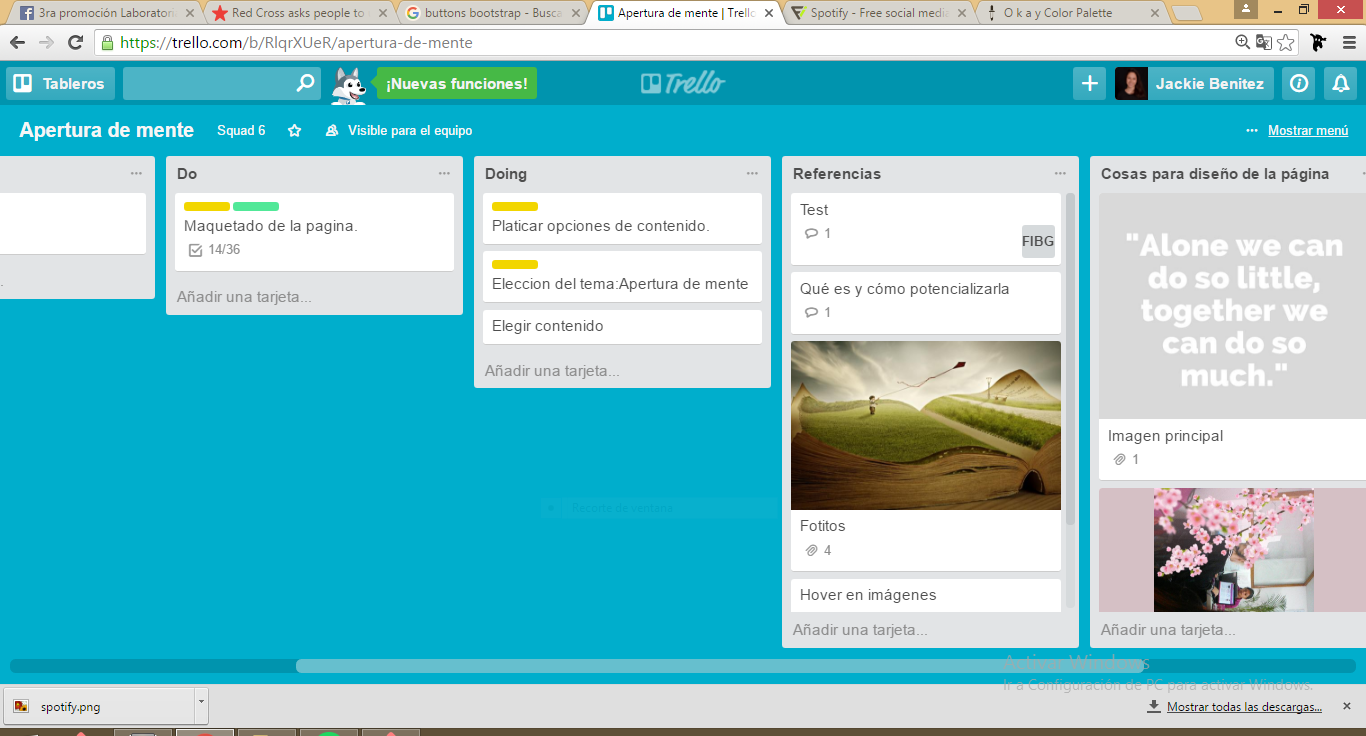 3ra promoción Laboratori
Red Cross asks people to
buttons bootstrap - Busca
Apertura de mente | Trello
Spotify - Free social medi
O k a y Color Palette
https://trello.com/b/RlqrXUeR/apertura-de-mente
Tableros
¡Nuevas funciones!
Trello
Jackie Benitez
Apertura de mente
Squad 6
Visible para el equipo
Mostrar menú
Do
Maquetado de la pagina.
14/36
Añadir una tarjeta...
Doing
Platicar opciones de contenido.
Eleccion del tema:Apertura de mente
Elegir contenido
Añadir una tarjeta...
Referencias
Test
1
FIBG
Qué es y cómo potencializarla
1
Fotitos
4
Hover en imágenes
Añadir una tarjeta...
Cosas para diseño de la página
"Alone we can
do so little,
together we
can do so
much."
Imagen principal
1
Añadir una tarjeta...
Recorte de ventana
Activar Windows
Ir a Configuración de PC para activar Windows.
spotify.png
Mostrar todas las descargas...